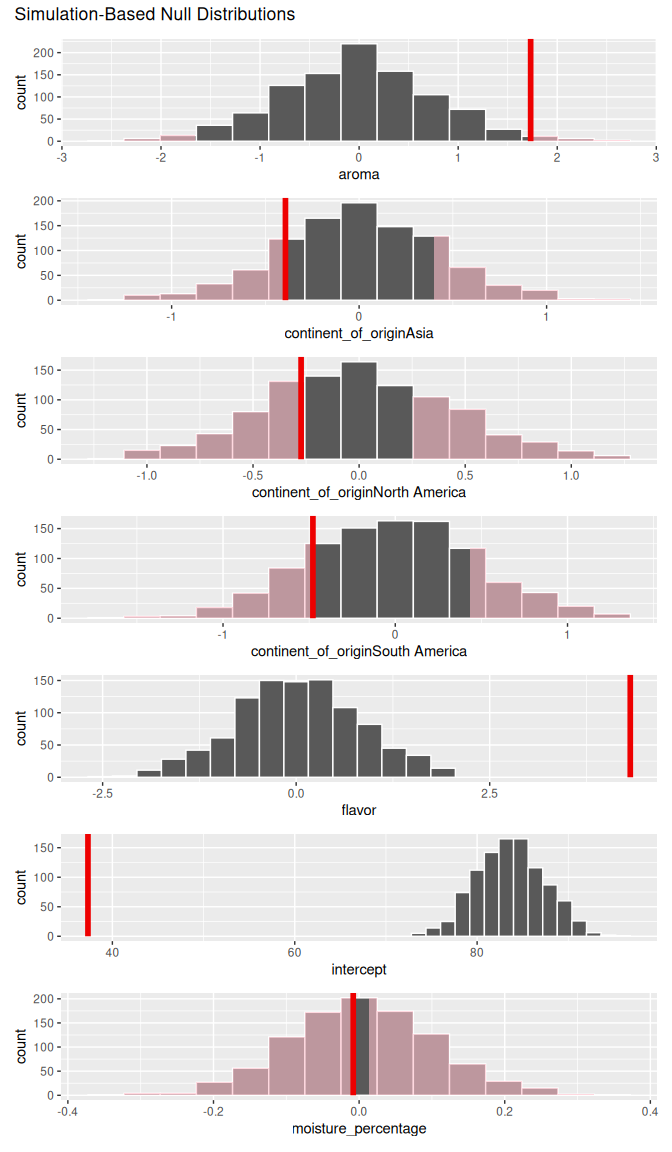 Simulation-Based Null Distributions
200
150
100
50
0
count
-3 -2 -1 0 1 2 3
aroma
200
150
100
50
0
count
-1 0 1
continent_of_originAsia
150
100
50
0
count
-1.0 -0.5 0.0 0.5 1.0
continent_of_originNorth America
150
100
50
0
count
-1 0 1
continent_of_originSouth America
150
100
50
0
count
-2.5 0.0 2.5
flavor
150
100
50
0
count
40 60 80
intercept
200
150
100
50
0
count
-0.4 -0.2 0.0 0.2 0.4
moisture_percentage